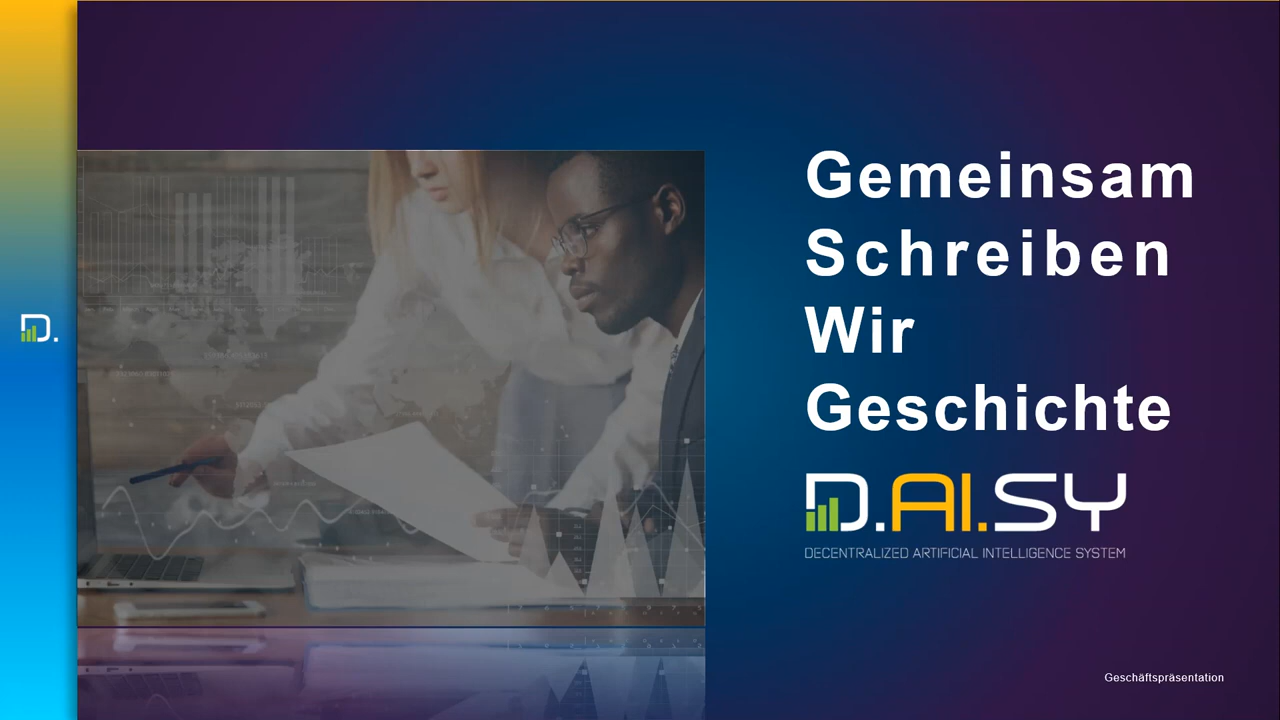 D.
Gemeinsam
Schreiben
Wir
Geschichte
D.AI.SY
DECENTRALIZED ARTIFICIAL INTELLIGENCE SYSTEM
Geschäftspräsentation